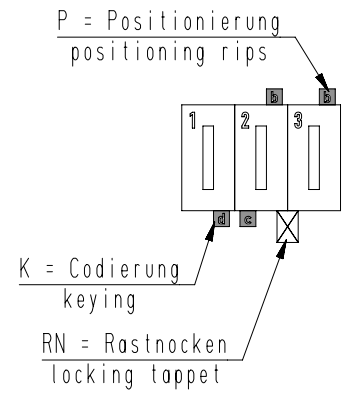 P = Positionierung
positioning rips
b b
1 2 3
d c
K = Codierung
keying
RN = Rastnocken
locking tappet